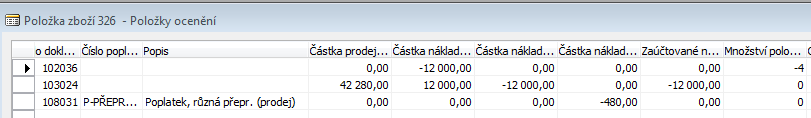 Položka zboží 326 - Položky ocenění
o dokl... Číslo popl... Popis Částka prodej... Částka náklad... Částka náklad... Částka náklad... Zaúčtované n... Množství polo...
102036 0,00 -12 000,00 0,00 0,00 0,00 -4
103024 42 280,00 12 000,00 -12 000,00 0,00 -12 000,00 0
108031 P-PŘEPR... Poplatek, různá přepr. (prodej) 0,00 0,00 0,00 -480,00 0,00 0